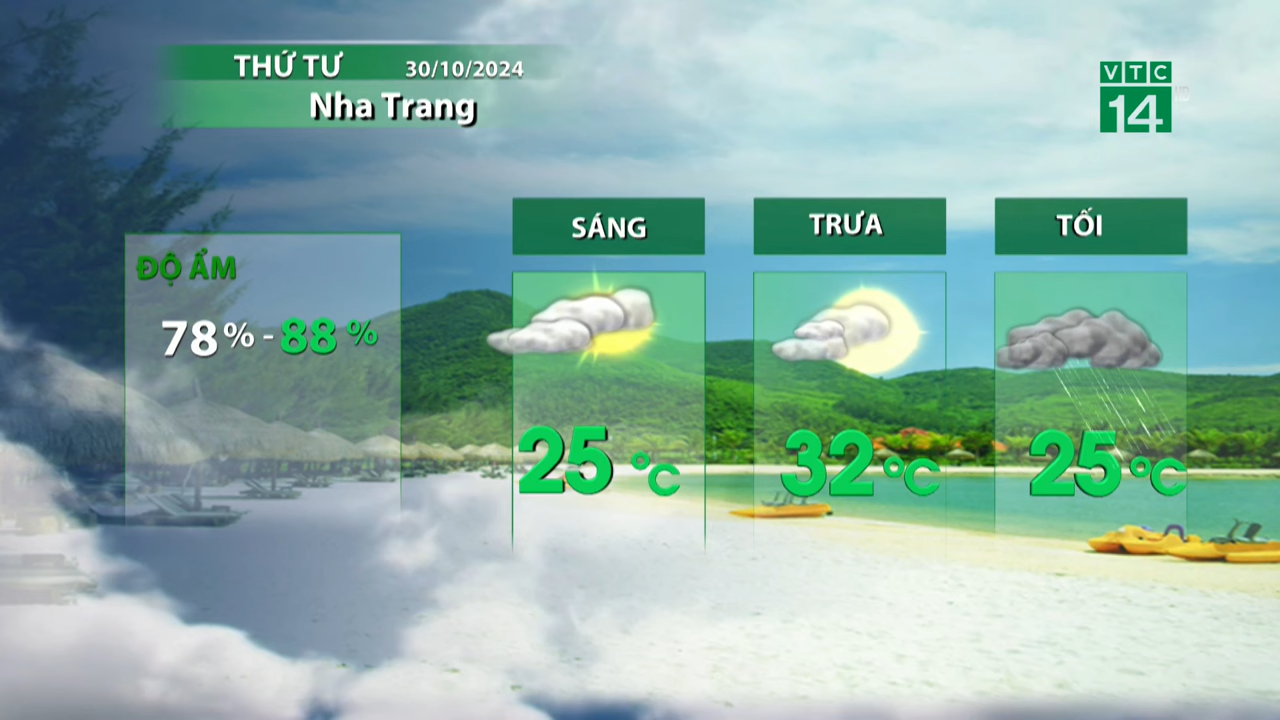 THỨ TƯ 30/10/2024
Nha Trang
VTC
14
HD
ĐỘ ẨM
78% - 88%
SÁNG
TRƯA
TỐI
25 °C
32 °C
25 °C